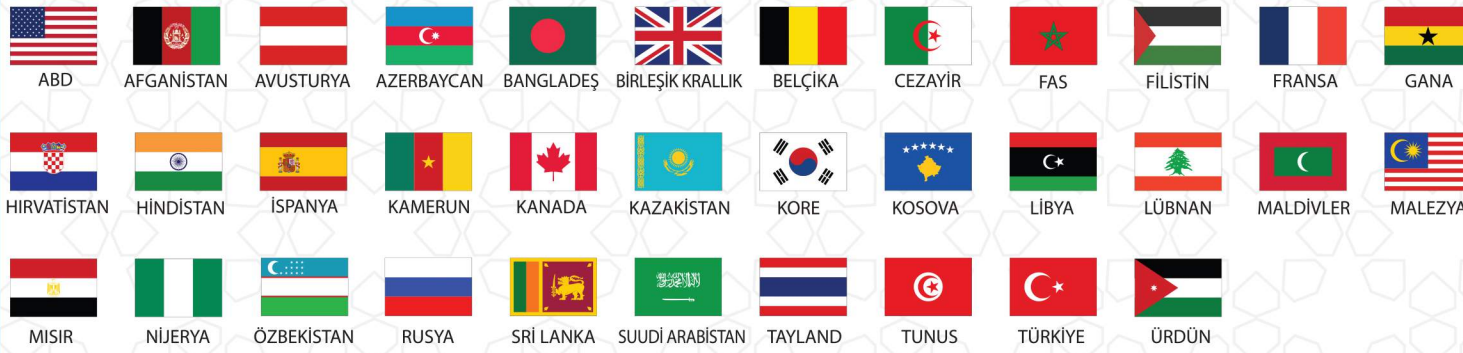 ABD AFGANİSTAN AVUSTURYA AZERBAYCAN BANGLADEŞ BİRLEŞİK KRALLIK BELÇİKA CEZAYİR FAS FİLİSTİN FRANSA GANA
HIRVATİSTAN HİNDİSTAN İSPANYA KAMERUN KANADA KAZAKİSTAN KORE KOSOVA LİBYA LÜBNAN MALDİVLER MALEZYA
MISIR NİJERYA ÖZBEKİSTAN RUSYA SRİ LANKA SUUDİ ARABİSTAN TAYLAND TUNUS TÜRKİYE ÜRDÜN